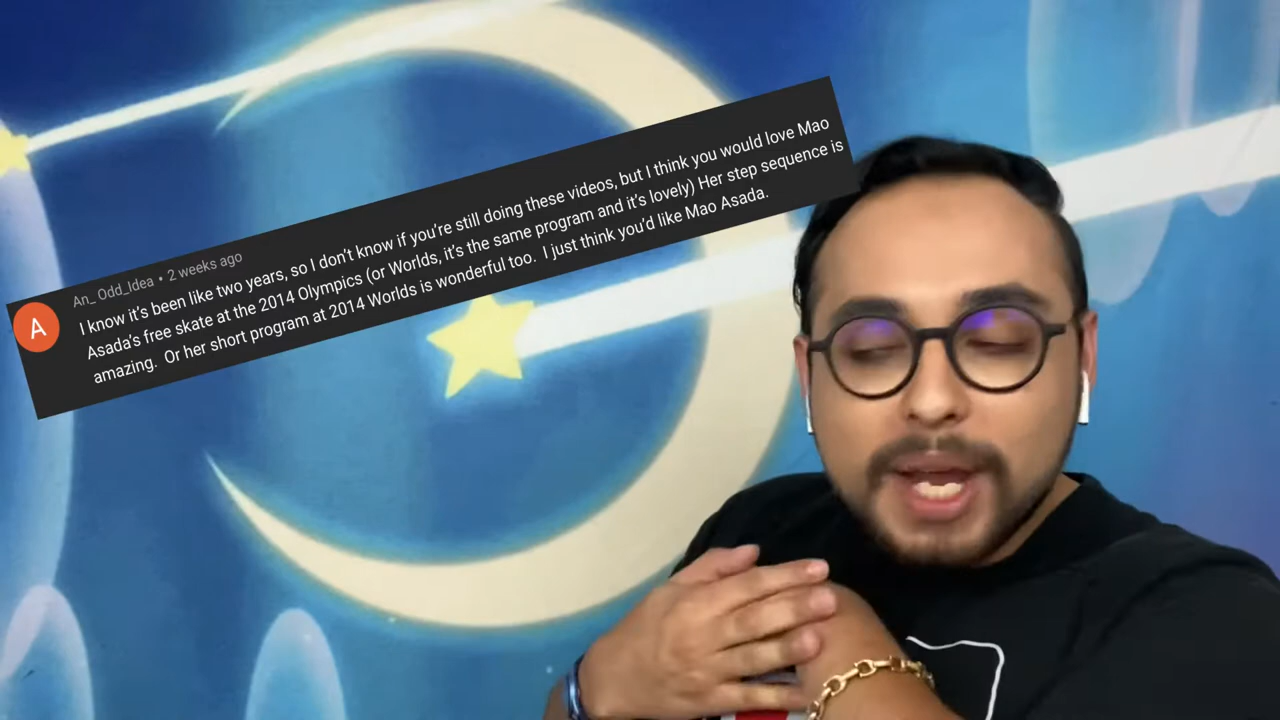 A
An_ Odd_Idea • 2 weeks ago
I know it's been like two years, so I don't know if you're still doing these videos, but I think you would love Mao
Asada's free skate at the 2014 Olympics (or Worlds, it's the same program and it's lovely) Her step sequence is
amazing.  Or her short program at 2014 Worlds is wonderful too.  I just think you'd like Mao Asada.